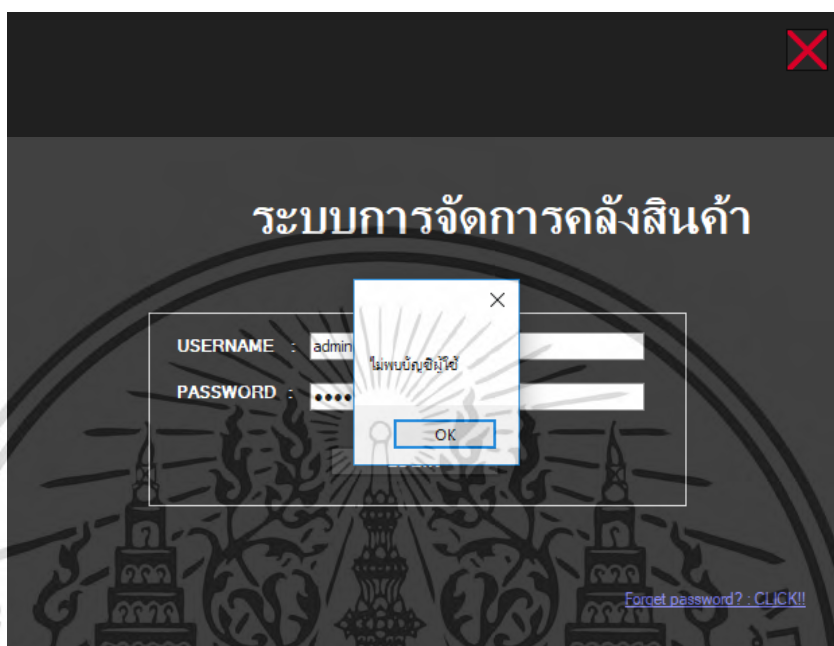 ระบบการจัดการคลังสินค้า
USERNAME : admin
ไม่พบบัญชีผู้ใช้
PASSWORD :
OK
Forget password? : CLICK!!